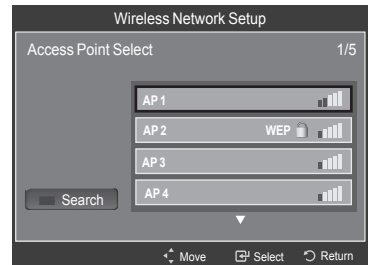 Wireless Network Setup
Access Point Select 1/5
AP 1
AP 2 WEP
AP 3
AP 4
Search
Move Select Return